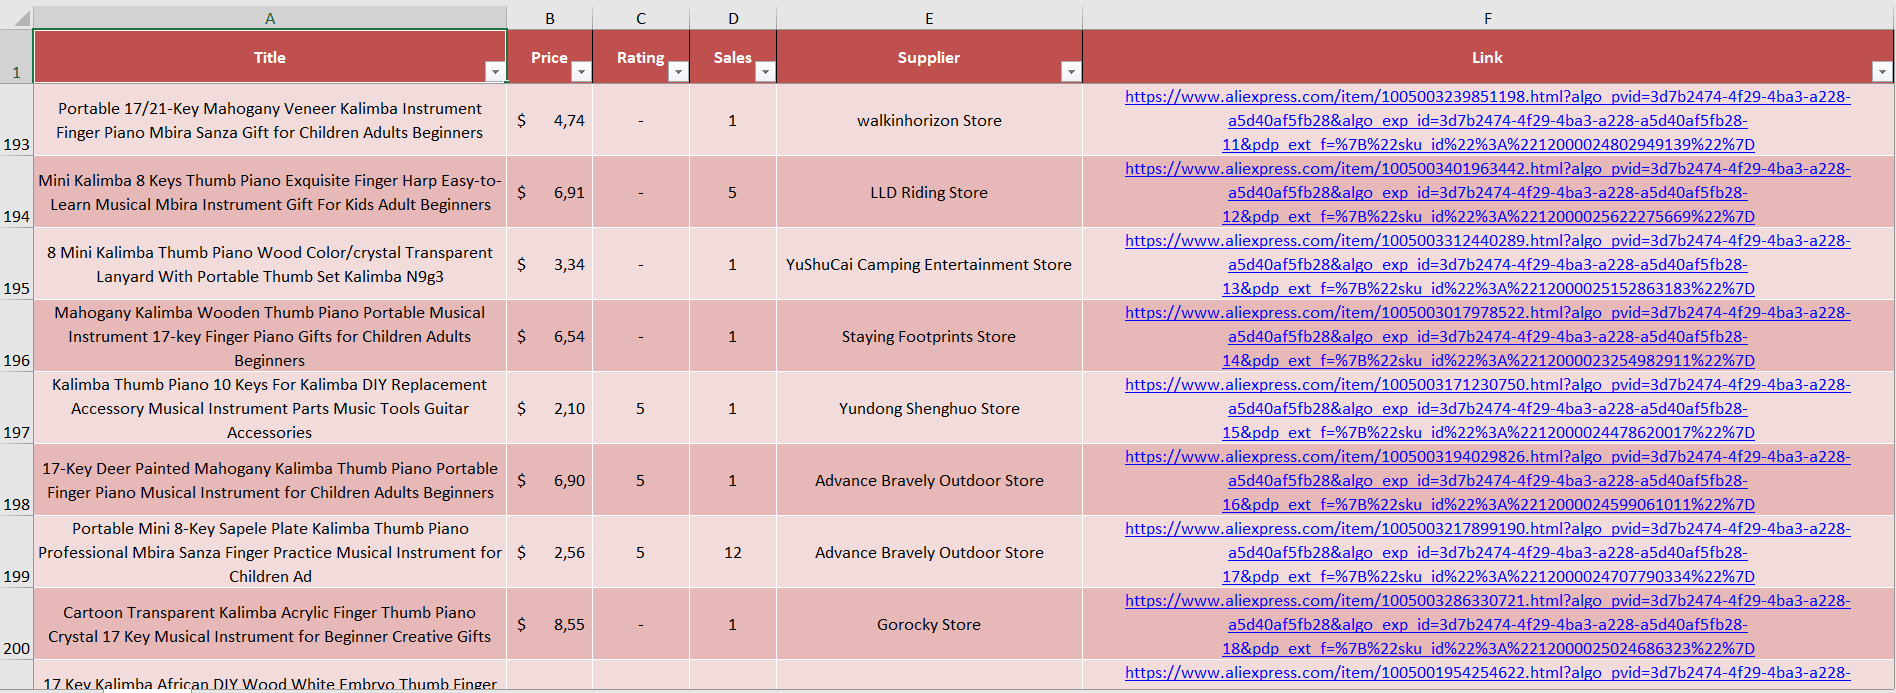 A B C D E F
1 Title Price Rating Sales Supplier Link
Portable 17/21-Key Mahogany Veneer Kalimba Instrument
Finger Piano Mbira Sanza Gift for Children Adults Beginners
193 $ 4,74 - 1 walkinhorizon Store
https://www.aliexpress.com/item/1005003239851198.html?algo_pvid=3d7b2474-4f29-4ba3-a228-
a5d40af5fb28&algo_exp_id=3d7b2474-4f29-4ba3-a228-a5d40af5fb28-
11&pdp_ext_f=%7B%22sku_id%22%3A%2212000024802949139%22%7D
Mini Kalimba 8 Keys Thumb Piano Exquisite Finger Harp Easy-to-
Learn Musical Mbira Instrument Gift For Kids Adult Beginners
194 $ 6,91 - 5 LLD Riding Store
https://www.aliexpress.com/item/1005003401963442.html?algo_pvid=3d7b2474-4f29-4ba3-a228-
a5d40af5fb28&algo_exp_id=3d7b2474-4f29-4ba3-a228-a5d40af5fb28-
12&pdp_ext_f=%7B%22sku_id%22%3A%2212000025622275669%22%7D
8 Mini Kalimba Thumb Piano Wood Color/crystal Transparent
Lanyard With Portable Thumb Set Kalimba N9g3
195 $ 3,34 - 1 YuShuCai Camping Entertainment Store
https://www.aliexpress.com/item/1005003312440289.html?algo_pvid=3d7b2474-4f29-4ba3-a228-
a5d40af5fb28&algo_exp_id=3d7b2474-4f29-4ba3-a228-a5d40af5fb28-
13&pdp_ext_f=%7B%22sku_id%22%3A%2212000025152863183%22%7D
Mahogany Kalimba Wooden Thumb Piano Portable Musical
Instrument 17-key Finger Piano Gifts for Children Adults
Beginners
196 $ 6,54 - 1 Staying Footprints Store
https://www.aliexpress.com/item/1005003017978522.html?algo_pvid=3d7b2474-4f29-4ba3-a228-
a5d40af5fb28&algo_exp_id=3d7b2474-4f29-4ba3-a228-a5d40af5fb28-
14&pdp_ext_f=%7B%22sku_id%22%3A%2212000023254982911%22%7D
Kalimba Thumb Piano 10 Keys For Kalimba DIY Replacement
Accessory Musical Instrument Parts Music Tools Guitar
Accessories
197 $ 2,10 5 1 Yundong Shenghuo Store
https://www.aliexpress.com/item/1005003171230750.html?algo_pvid=3d7b2474-4f29-4ba3-a228-
a5d40af5fb28&algo_exp_id=3d7b2474-4f29-4ba3-a228-a5d40af5fb28-
15&pdp_ext_f=%7B%22sku_id%22%3A%2212000024478620017%22%7D
17-Key Deer Painted Mahogany Kalimba Thumb Piano Portable
Finger Piano Musical Instrument for Children Adults Beginners
198 $ 6,90 5 1 Advance Bravely Outdoor Store
https://www.aliexpress.com/item/1005003194029826.html?algo_pvid=3d7b2474-4f29-4ba3-a228-
a5d40af5fb28&algo_exp_id=3d7b2474-4f29-4ba3-a228-a5d40af5fb28-
16&pdp_ext_f=%7B%22sku_id%22%3A%2212000024599061011%22%7D
Portable Mini 8-Key Sapele Plate Kalimba Thumb Piano
Professional Mbira Sanza Finger Practice Musical Instrument for
Children Ad
199 $ 2,56 5 12 Advance Bravely Outdoor Store
https://www.aliexpress.com/item/1005003217899190.html?algo_pvid=3d7b2474-4f29-4ba3-a228-
a5d40af5fb28&algo_exp_id=3d7b2474-4f29-4ba3-a228-a5d40af5fb28-
17&pdp_ext_f=%7B%22sku_id%22%3A%2212000024707790334%22%7D
Cartoon Transparent Kalimba Acrylic Finger Thumb Piano
Crystal 17 Key Musical Instrument for Beginner Creative Gifts
200 $ 8,55 - 1 Gorocky Store
https://www.aliexpress.com/item/1005003286330721.html?algo_pvid=3d7b2474-4f29-4ba3-a228-
a5d40af5fb28&algo_exp_id=3d7b2474-4f29-4ba3-a228-a5d40af5fb28-
18&pdp_ext_f=%7B%22sku_id%22%3A%2212000025024686323%22%7D
17 Key Kalimba African DIY Wood White Embryo Thumb Finger
https://www.aliexpress.com/item/1005001954254622.html?algo_pvid=3d7b2474-4f29-4ba3-a228-